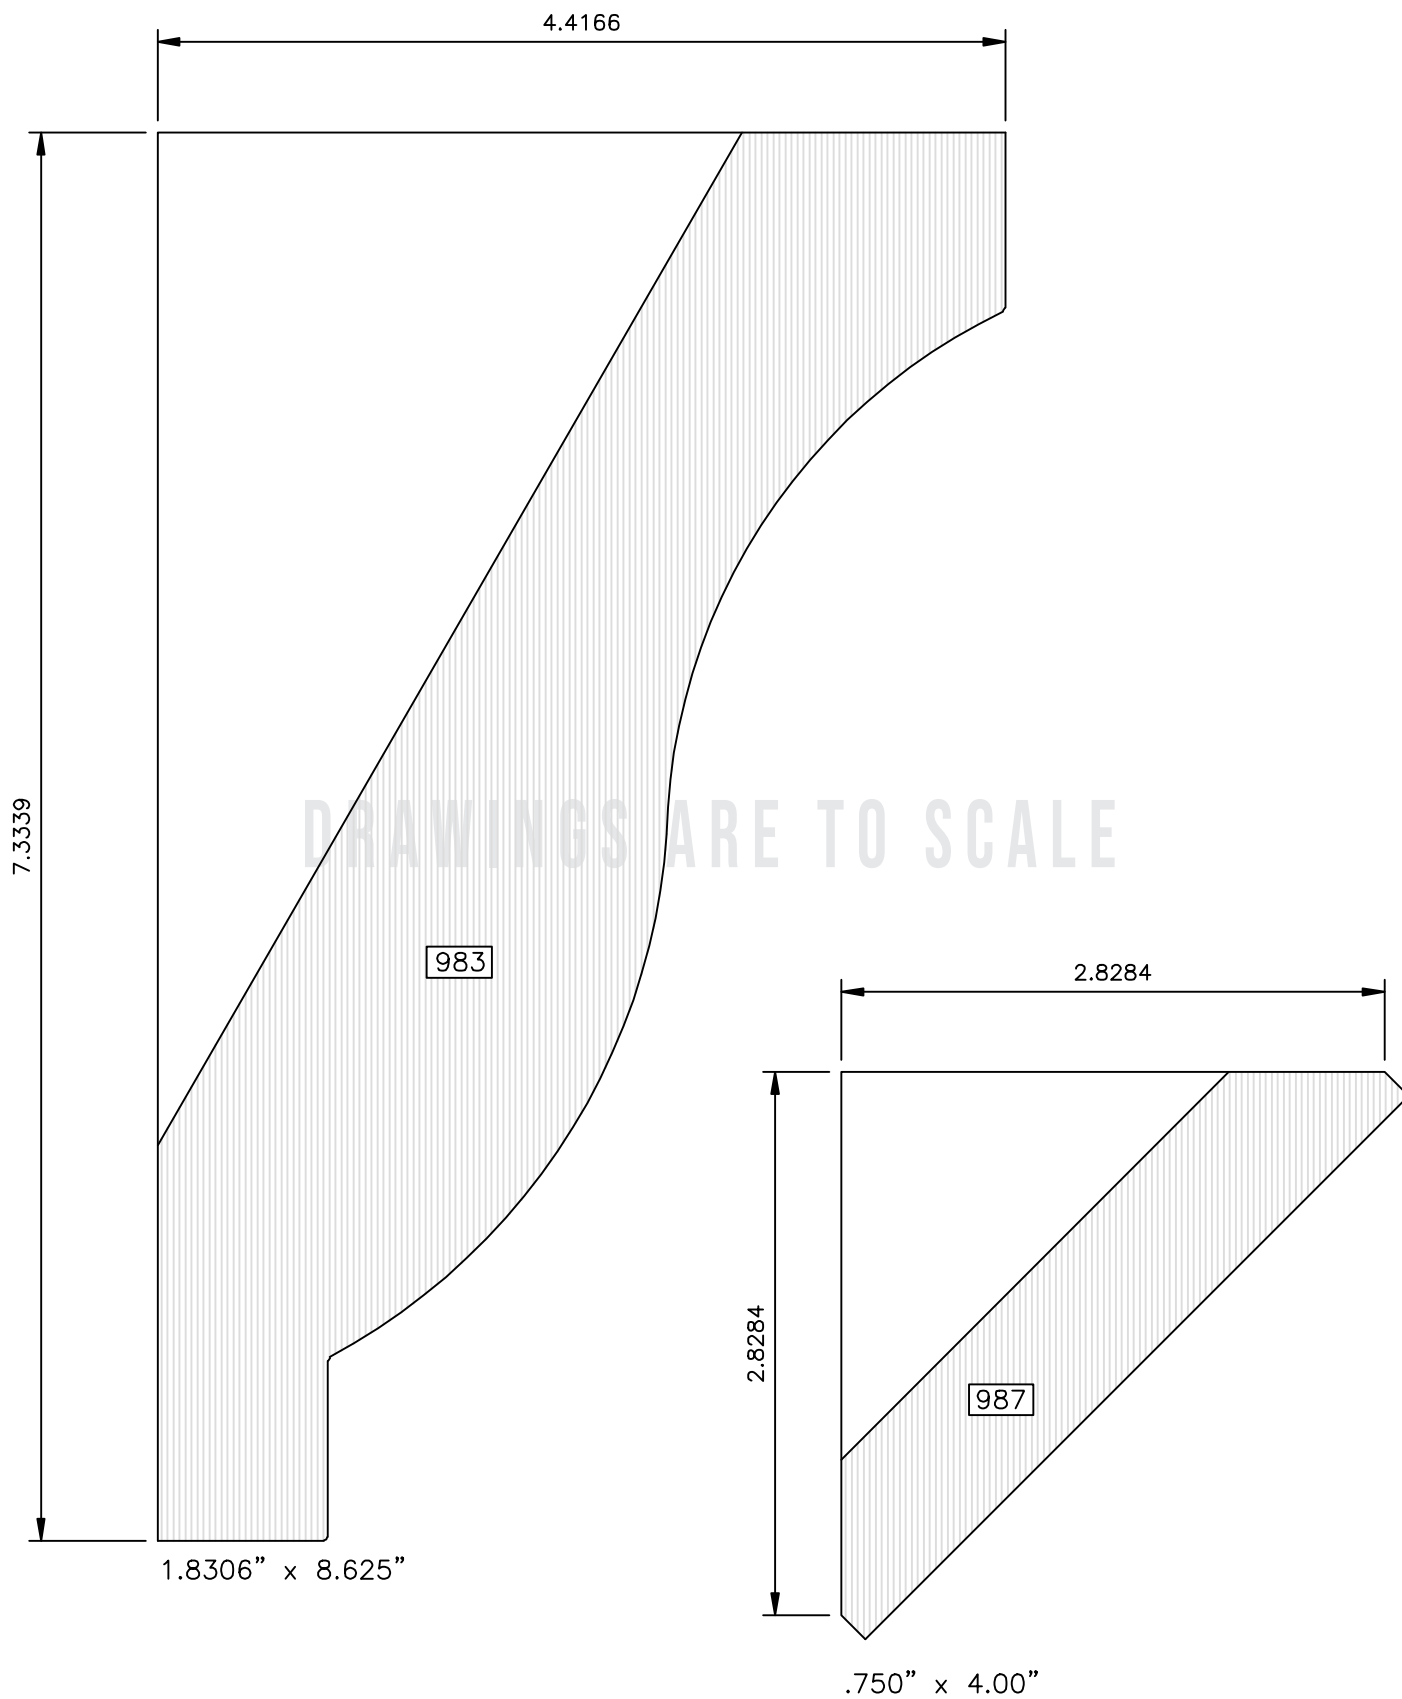 4.4166
7.3339
DRAWINGS ARE TO SCALE
983
2.8284
2.8284
987
1.8306” x 8.625”
.750” x 4.00”